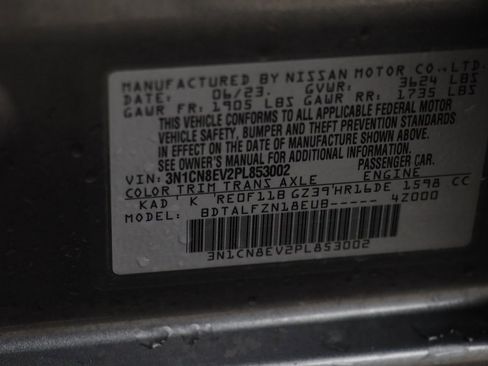 MANUFACTURED BY NISSAN MOTOR CO.,LTD.
DATE: 06/23. GVWR: 3624 LBS
GAWR FR: 1905 LBS GAWR RR: 1735 LBS
THIS VEHICLE CONFORMS TO ALL APPLICABLE FEDERAL MOTOR
VEHICLE SAFETY, BUMPER AND THEFT PREVENTION STANDARDS
IN EFFECT ON THE DATE OF MANUFACTURE SHOWN ABOVE.
SEE OWNER'S MANUAL FOR ADDITIONAL INFORMATION.
VIN: 3N1CN8EV2PL853002 PASSENGER CAR.
COLOR TRIM TRANS AXLE ENGINE
KAD K RE0F11B GZ39 HR16DE 1598 CC
MODEL: BDTALFZN18EUB----- 4Z000
3N1CN8EV2PL853002